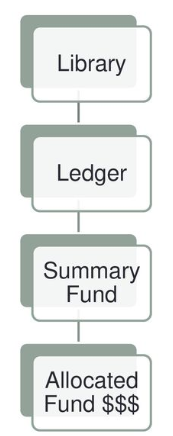 Library
Ledger
Summary
Fund
Allocated
Fund $$$